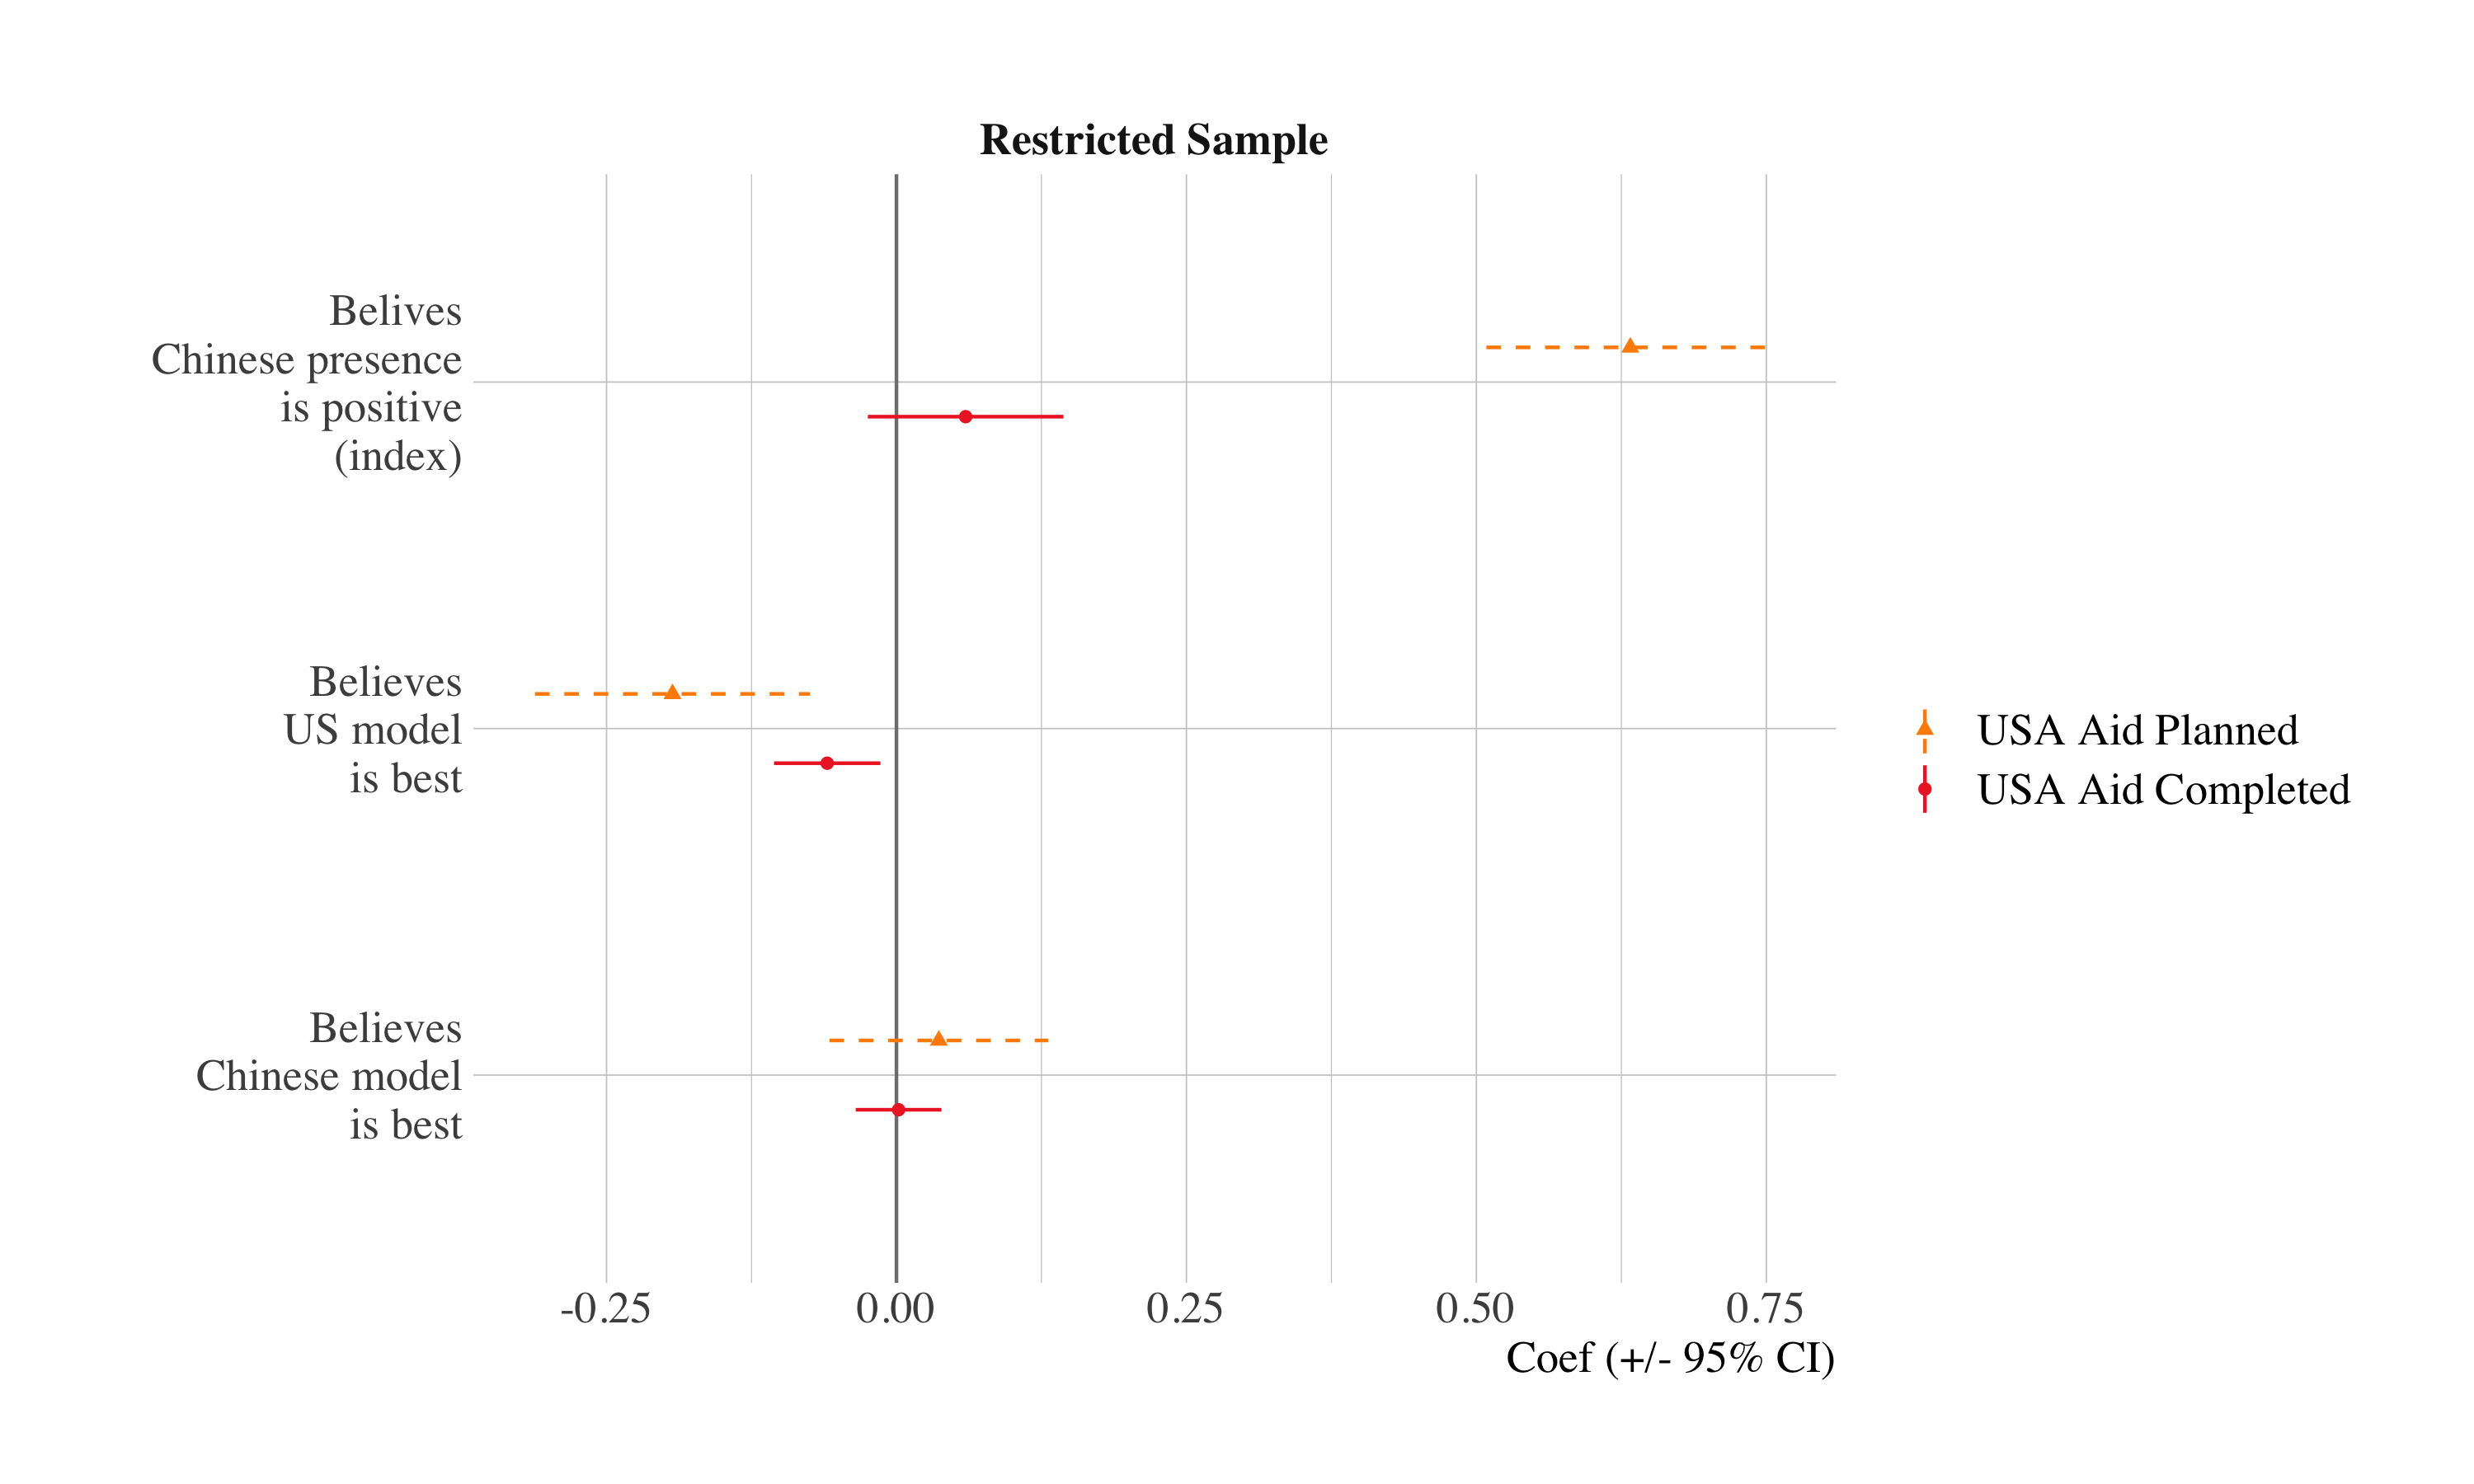 Restricted Sample
Belives
Chinese presence
is positive
(index)
Believes
US model
is best
Believes
Chinese model
is best
USA Aid Planned
USA Aid Completed
-0.25 0.00 0.25 0.50 0.75
Coef (+/- 95% CI)